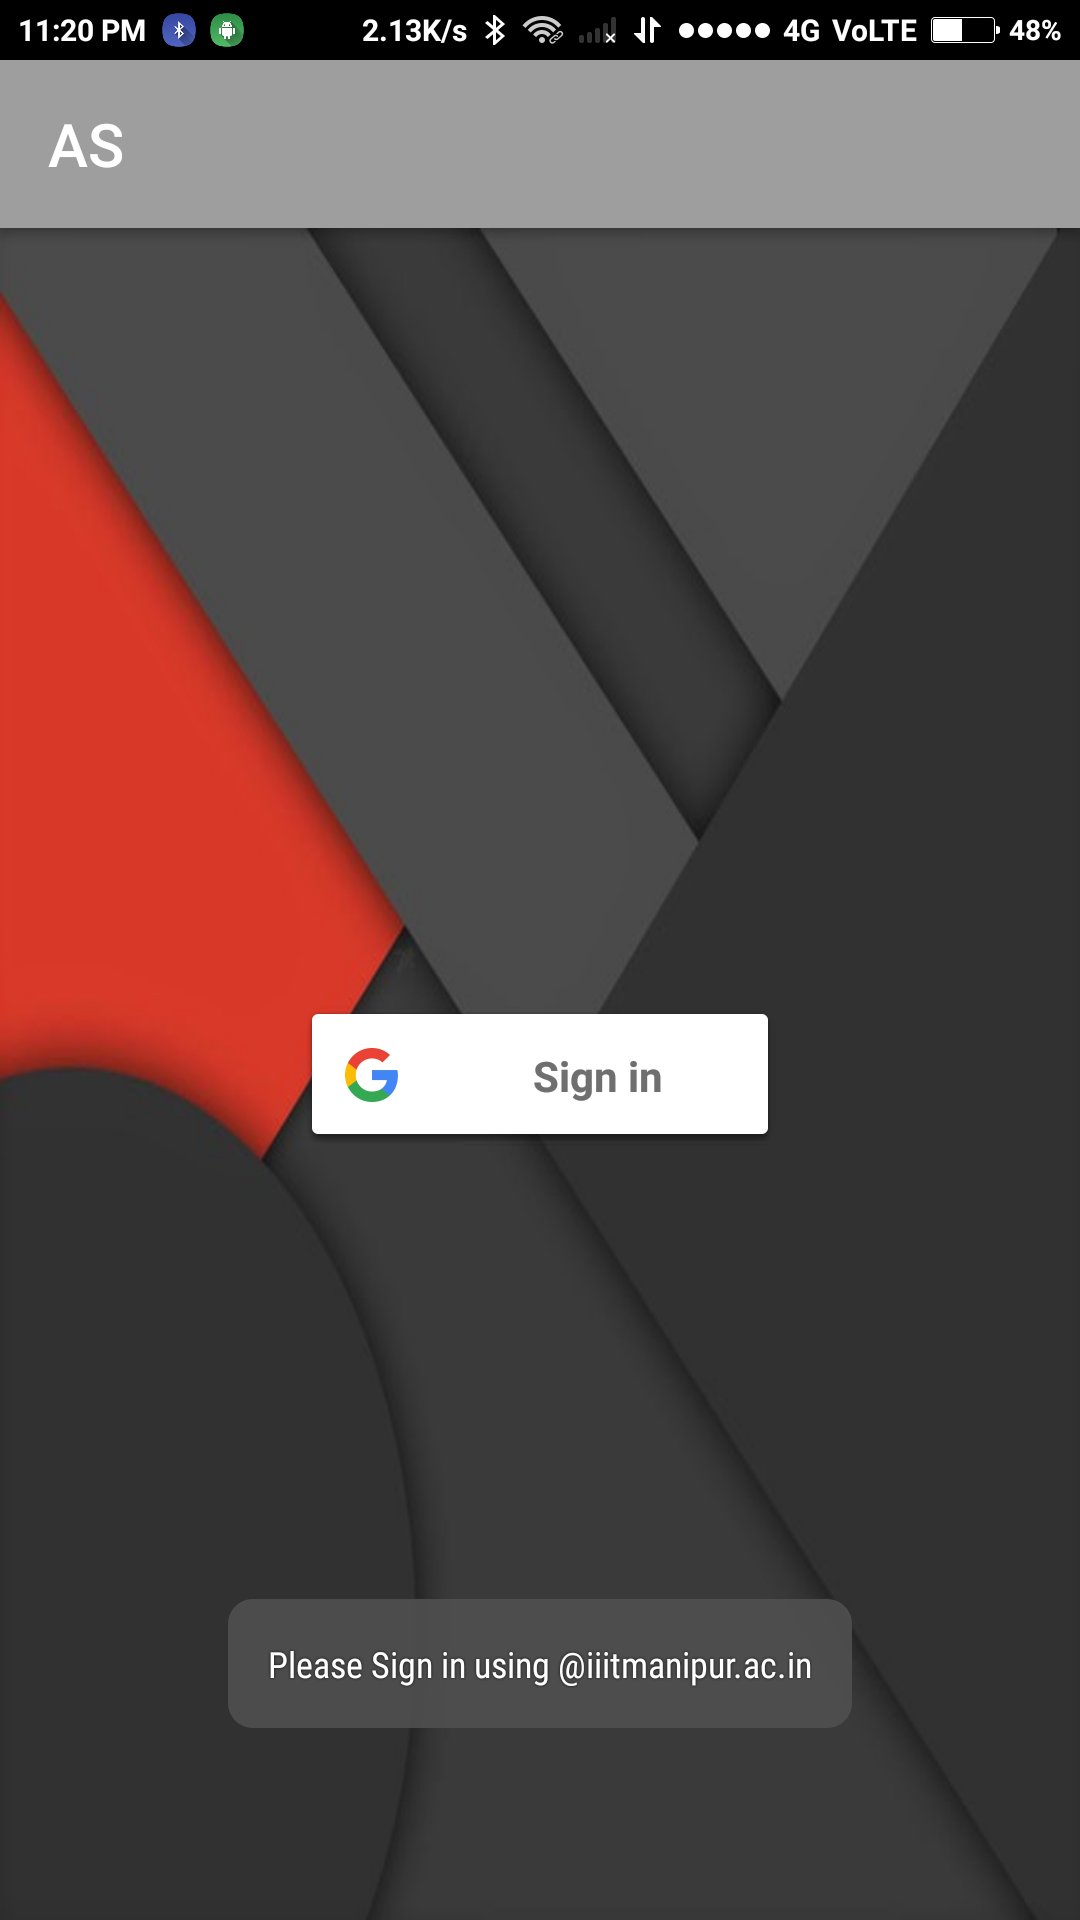 11:20 PM 2.13K/s 4G VoLTE 48%
AS
Sign in
Please Sign in using @iiitmanipur.ac.in